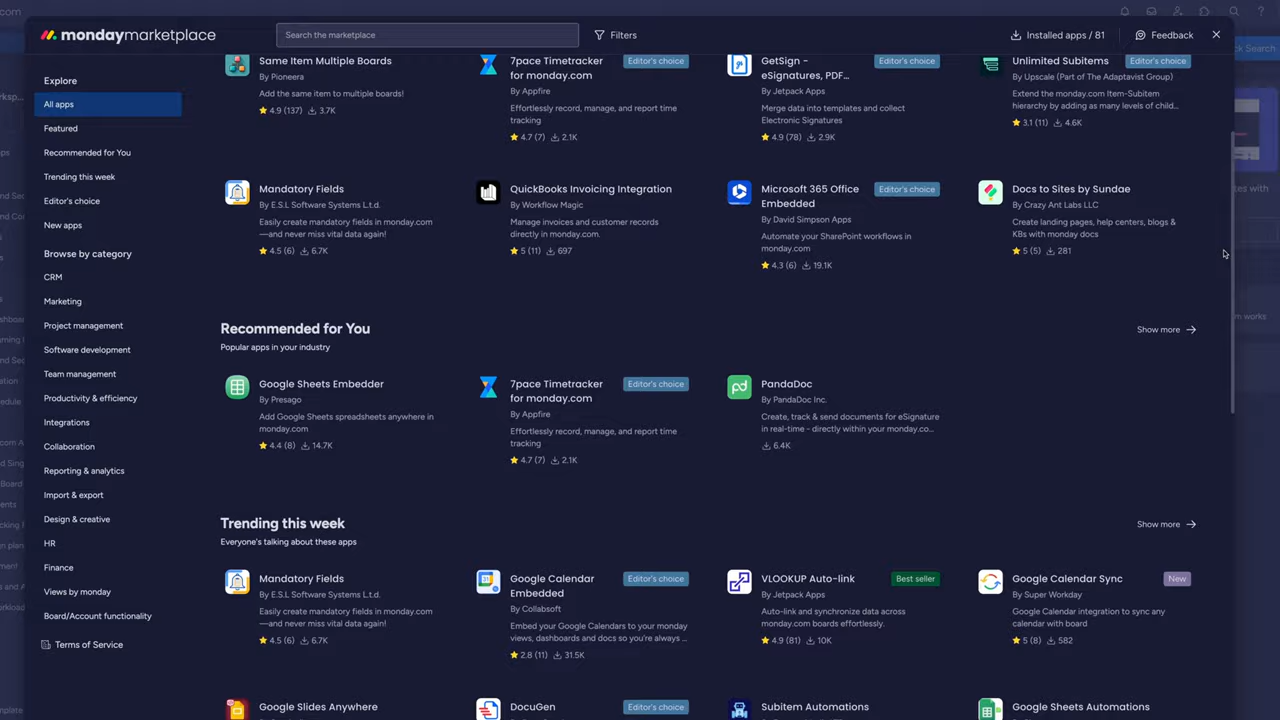 .com
mondaymarketplace
Search the marketplace
Filters
Installed apps / 81
Feedback
Explore
All apps
Featured
Recommended for You
Trending this week
Editor's choice
New apps
Browse by category
CRM
Marketing
Project management
Software development
Team management
Productivity & efficiency
Integrations
Collaboration
Reporting & analytics
Import & export
Design & creative
HR
Finance
Views by monday
Board/Account functionality
Terms of Service
Same Item Multiple Boards
By Pioneera
Add the same item to multiple boards!
4.9 (137) 3.7K
7pace Timetracker
for monday.com
Editor's choice
By Appfire
Effortlessly record, manage, and report time
tracking
4.7 (7) 2.1K
GetSign -
eSignatures, PDF...
Editor's choice
By Jetpack Apps
Merge data into templates and collect
Electronic Signatures
4.9 (78) 2.9K
Unlimited Subitems
Editor's choice
By Upscale (Part of The Adaptavist Group)
Extend the monday.com Item-Subitem
hierarchy by adding as many levels of child...
3.1 (11) 4.6K
Mandatory Fields
By E.S.L Software Systems L.t.d.
Easily create mandatory fields in monday.com
—and never miss vital data again!
4.5 (6) 6.7K
QuickBooks Invoicing Integration
By Workflow Magic
Manage invoices and customer records
directly in monday.com.
5 (11) 697
Microsoft 365 Office
Embedded
Editor's choice
By David Simpson Apps
Automate your SharePoint workflows in
monday.com
4.3 (6) 19.1K
Docs to Sites by Sundae
By Crazy Ant Labs LLC
Create landing pages, help centers, blogs &
KBs with monday docs
5 (5) 281
Recommended for You
Popular apps in your industry
Show more
Google Sheets Embedder
By Presago
Add Google Sheets spreadsheets anywhere in
monday.com
4.4 (8) 14.7K
7pace Timetracker
for monday.com
Editor's choice
By Appfire
Effortlessly record, manage, and report time
tracking
4.7 (7) 2.1K
PandaDoc
By PandaDoc Inc.
Create, track & send documents for eSignature
in real-time - directly within your monday.co...
6.4K
Trending this week
Everyone's talking about these apps
Show more
Mandatory Fields
By E.S.L Software Systems L.t.d.
Easily create mandatory fields in monday.com
—and never miss vital data again!
4.5 (6) 6.7K
Google Calendar
Embedded
Editor's choice
By Collabsoft
Embed your Google Calendars to your monday
views, dashboards and docs so you're always ...
2.8 (11) 31.5K
VLOOKUP Auto-link
Best seller
By Jetpack Apps
Auto-link and synchronize data across
monday.com boards effortlessly.
4.9 (81) 10K
Google Calendar Sync
New
By Super Workday
Google Calendar integration to sync any
calendar with board
5 (8) 582
Google Slides Anywhere
DocuGen
Editor's choice
Subitem Automations
Google Sheets Automations